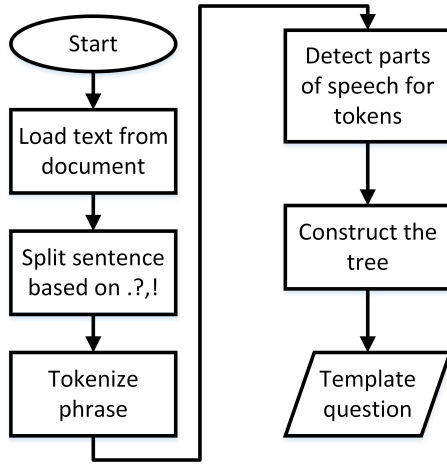 Start
Load text from
document
Split sentence
based on .?,!
Tokenize
phrase
Detect parts
of speech for
tokens
Construct the
tree
Template
question